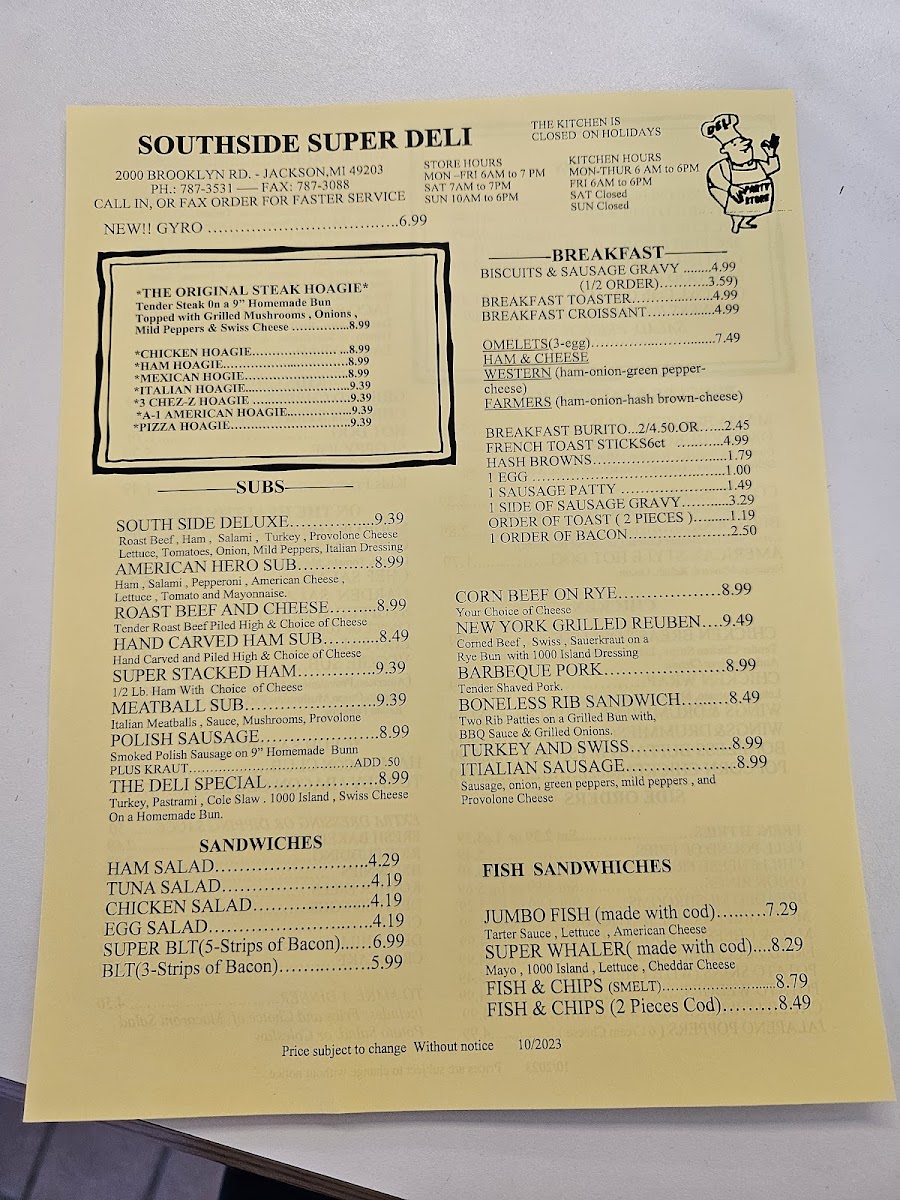 SOUTHSIDE SUPER DELI
2000 BROOKLYN RD. - JACKSON,MI 49203
PH.: 787-3531 —— FAX: 787-3088
CALL IN, OR FAX ORDER FOR FASTER SERVICE
THE KITCHEN IS
CLOSED ON HOLIDAYS
STORE HOURS
MON –FRI 6AM to 7 PM
SAT 7AM to 7PM
SUN 10AM to 6PM
KITCHEN HOURS
MON-THUR 6 AM to 6PM
FRI 6AM to 6PM
SAT Closed
SUN Closed
DELI
PARTY
STORE
NEW!! GYRO ……………………………….6.99
*THE ORIGINAL STEAK HOAGIE*
Tender Steak 0n a 9” Homemade Bun
Topped with Grilled Mushrooms , Onions ,
Mild Peppers & Swiss Cheese …………...8.99
*CHICKEN HOAGIE…………………. ...8.99
*HAM HOAGIE……………..…………...8.99
*MEXICAN HOGIE……………………..8.99
*ITALIAN HOAGIE……………………..9.39
*3 CHEZ-Z HOAGIE …………………...9.39
*A-1 AMERICAN HOAGIE..…………...9.39
*PIZZA HOAGIE………………………..9.39
————SUBS————
SOUTH SIDE DELUXE…………...9.39
Roast Beef , Ham , Salami , Turkey , Provolone Cheese
Lettuce, Tomatoes, Onion, Mild Peppers, Italian Dressing
AMERICAN HERO SUB…………...8.99
Ham , Salami , Pepperoni , American Cheese ,
Lettuce , Tomato and Mayonnaise.
ROAST BEEF AND CHEESE……...8.99
Tender Roast Beef Piled High & Choice of Cheese
HAND CARVED HAM SUB……....8.49
Hand Carved and Piled High & Choice of Cheese
SUPER STACKED HAM…………...9.39
1/2 Lb. Ham With Choice of Cheese
MEATBALL SUB…………………...9.39
Italian Meatballs , Sauce, Mushrooms, Provolone
POLISH SAUSAGE…………………8.99
Smoked Polish Sausage on 9” Homemade Bunn
PLUS KRAUT……………………………...ADD .50
THE DELI SPECIAL………………..8.99
Turkey, Pastrami , Cole Slaw . 1000 Island , Swiss Cheese
On a Homemade Bun.
SANDWICHES
HAM SALAD…………………….4.29
TUNA SALAD…………………...4.19
CHICKEN SALAD……………....4.19
EGG SALAD……………………..4.19
SUPER BLT(5-Strips of Bacon)......6.99
BLT(3-Strips of Bacon)…….…….5.99
————BREAKFAST————
BISCUITS & SAUSAGE GRAVY ........4.99
(1/2 ORDER)……….3.59)
BREAKFAST TOASTER………..……..4.99
BREAKFAST CROISSANT…………....4.99
OMELETS(3-egg)……………..………...7.49
HAM & CHEESE
WESTERN (ham-onion-green pepper-
cheese)
FARMERS (ham-onion-hash brown-cheese)
BREAKFAST BURITO...2/4.50.OR…...2.45
FRENCH TOAST STICKS6ct ……….4.99
HASH BROWNS………………………..1.79
1 EGG …………………………………..1.00
1 SAUSAGE PATTY …………………..1.49
1 SIDE OF SAUSAGE GRAVY………..3.29
ORDER OF TOAST ( 2 PIECES )……...1.19
1 ORDER OF BACON………………….2.50
CORN BEEF ON RYE………………8.99
Your Choice of Cheese
NEW YORK GRILLED REUBEN….9.49
Corned Beef , Swiss , Sauerkraut on a
Rye Bun with 1000 Island Dressing
BARBEQUE PORK…………………8.99
Tender Shaved Pork.
BONELESS RIB SANDWICH…..….8.49
Two Rib Patties on a Grilled Bun with,
BBQ Sauce & Grilled Onions.
TURKEY AND SWISS……………...8.99
ITIALIAN SAUSAGE……………….8.99
Sausage, onion, green peppers, mild peppers , and
Provolone Cheese
FISH SANDWHICHES
JUMBO FISH (made with cod)…..….7.29
Tarter Sauce , Lettuce , American Cheese
SUPER WHALER( made with cod)....8.29
Mayo , 1000 Island , Lettuce , Cheddar Cheese
FISH & CHIPS (SMELT)…………………..8.79
FISH & CHIPS (2 Pieces Cod)………8.49
Price subject to change Without notice 10/2023